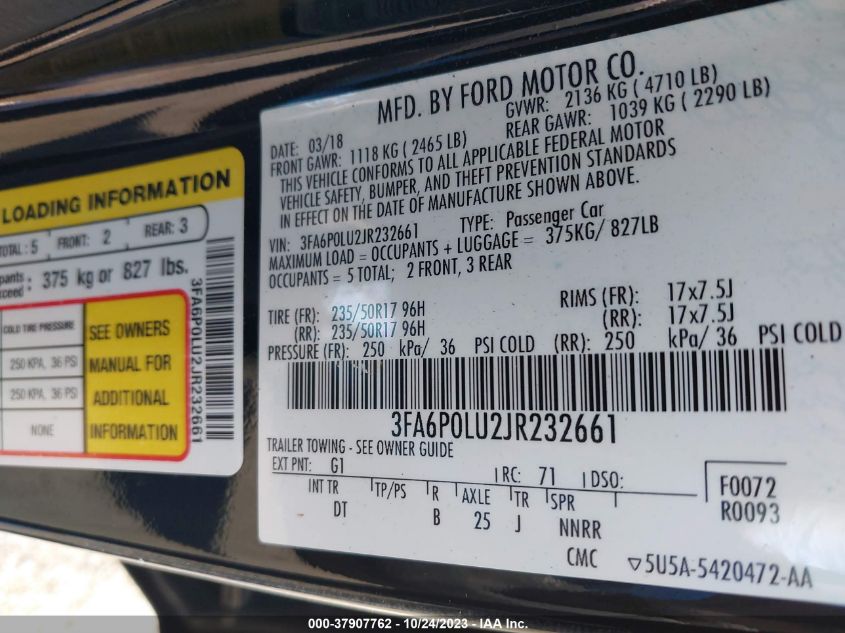 LOADING INFORMATION
TOTAL: 5 FRONT: 2 REAR: 3
375 kg or 827 lbs.
COLD TIRE PRESSURE
250 KPA, 36 PSI
250 KPA, 36 PSI
NONE
SEE OWNERS
MANUAL FOR
ADDITIONAL
INFORMATION
3FA6P0LU2JR232661
MFD. BY FORD MOTOR CO.
DATE: 03/18 GVWR: 2136 KG ( 4710 LB)
FRONT GAWR: 1118 KG ( 2465 LB) REAR GAWR: 1039 KG ( 2290 LB)
THIS VEHICLE CONFORMS TO ALL APPLICABLE FEDERAL MOTOR
VEHICLE SAFETY, BUMPER, AND THEFT PREVENTION STANDARDS
IN EFFECT ON THE DATE OF MANUFACTURE SHOWN ABOVE.
VIN: 3FA6P0LU2JR232661 TYPE: Passenger Car
MAXIMUM LOAD = OCCUPANTS + LUGGAGE = 375KG/ 827LB
OCCUPANTS = 5 TOTAL; 2 FRONT, 3 REAR
TIRE (FR): 235/50R17 96H RIMS (FR): 17x7.5J
(RR): 235/50R17 96H (RR): 17x7.5J
PRESSURE (FR): 250 kPa/ 36 PSI COLD (RR): 250 kPa/ 36 PSI COLD
3FA6P0LU2JR232661
TRAILER TOWING - SEE OWNER GUIDE
EXT PNT: G1 RC: 71 DSO:
INT TR TP/PS R AXLE TR SPR
DT B 25 J NNRR
F0072
R0093
CMC ▽5U5A-5420472-AA
000-37907762 - 10/24/2023 - IAA Inc.